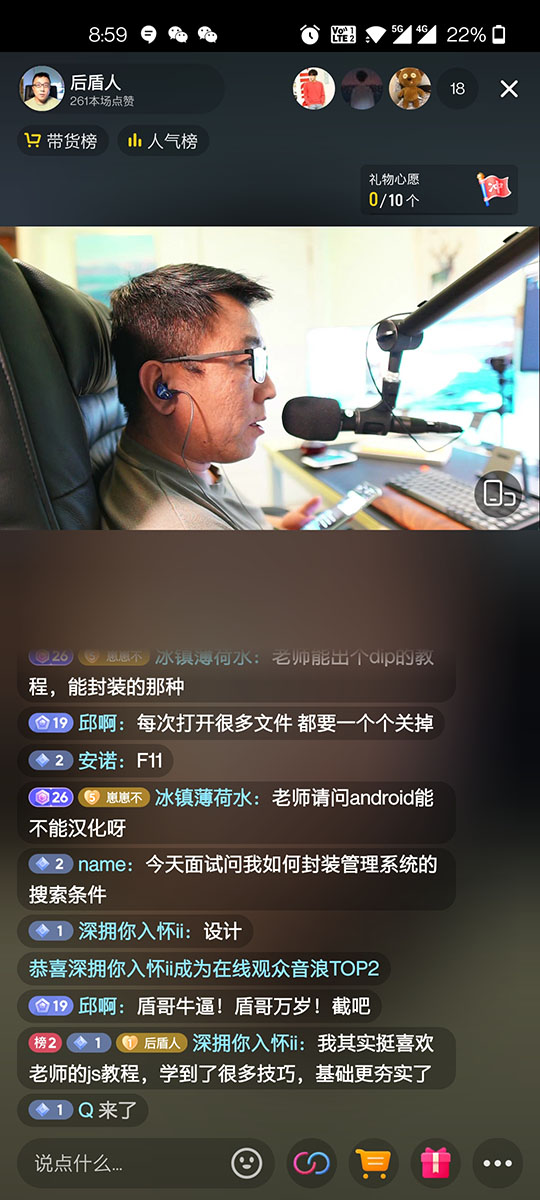 8:59
Vo 1 LTE 2 5G 4G 22%
后盾人
261本场点赞
18
带货榜 人气榜
礼物心愿
0/10 个
冲
26 5 崽崽不 冰镇薄荷水：老师能出个dip的教
程，能封装的那种
19 邱啊：每次打开很多文件 都要一个个关掉
2 安诺：F11
26 5 崽崽不 冰镇薄荷水：老师请问android能
不能汉化呀
2 name：今天面试问我如何封装管理系统的
搜索条件
1 深拥你入怀ii：设计
恭喜深拥你入怀ii成为在线观众音浪TOP2
19 邱啊：盾哥牛逼！盾哥万岁！截吧
榜2 1 1 后盾人 深拥你入怀ii：我其实挺喜欢
老师的js教程，学到了很多技巧，基础更夯实了
1 Q 来了
说点什么...